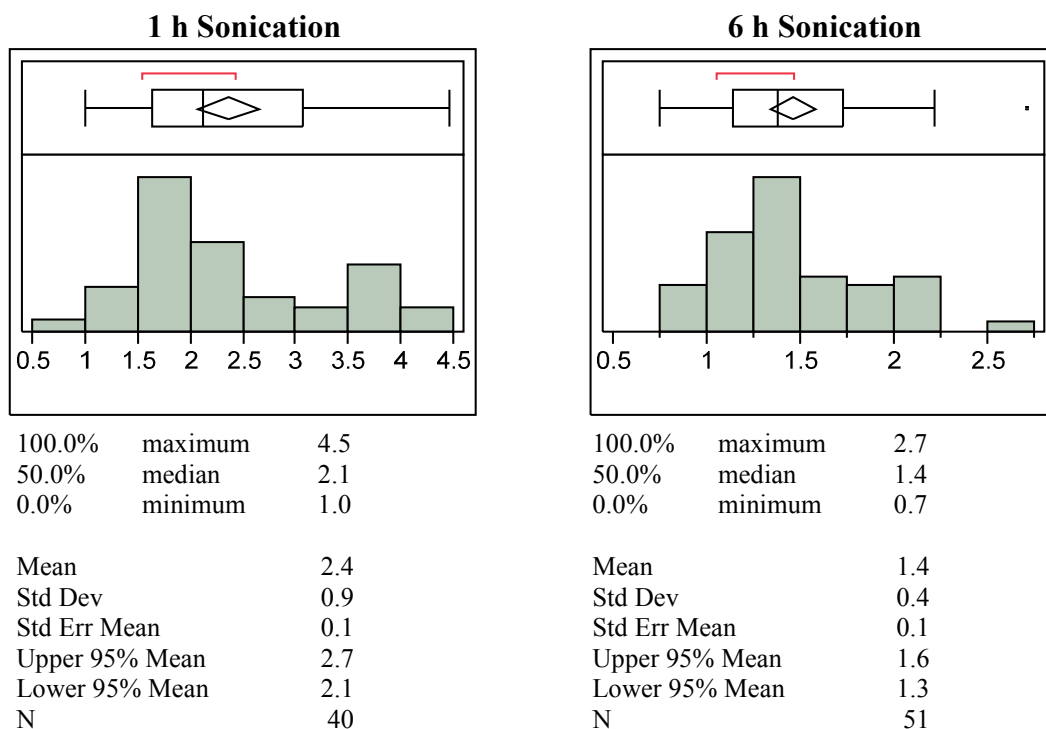 1 h Sonication
0.5 1 1.5 2 2.5 3 3.5 4 4.5
100.0% maximum 4.5
50.0% median 2.1
0.0% minimum 1.0
Mean 2.4
Std Dev 0.9
Std Err Mean 0.1
Upper 95% Mean 2.7
Lower 95% Mean 2.1
N 40
6 h Sonication
0.5 1 1.5 2 2.5
100.0% maximum 2.7
50.0% median 1.4
0.0% minimum 0.7
Mean 1.4
Std Dev 0.4
Std Err Mean 0.1
Upper 95% Mean 1.6
Lower 95% Mean 1.3
N 51